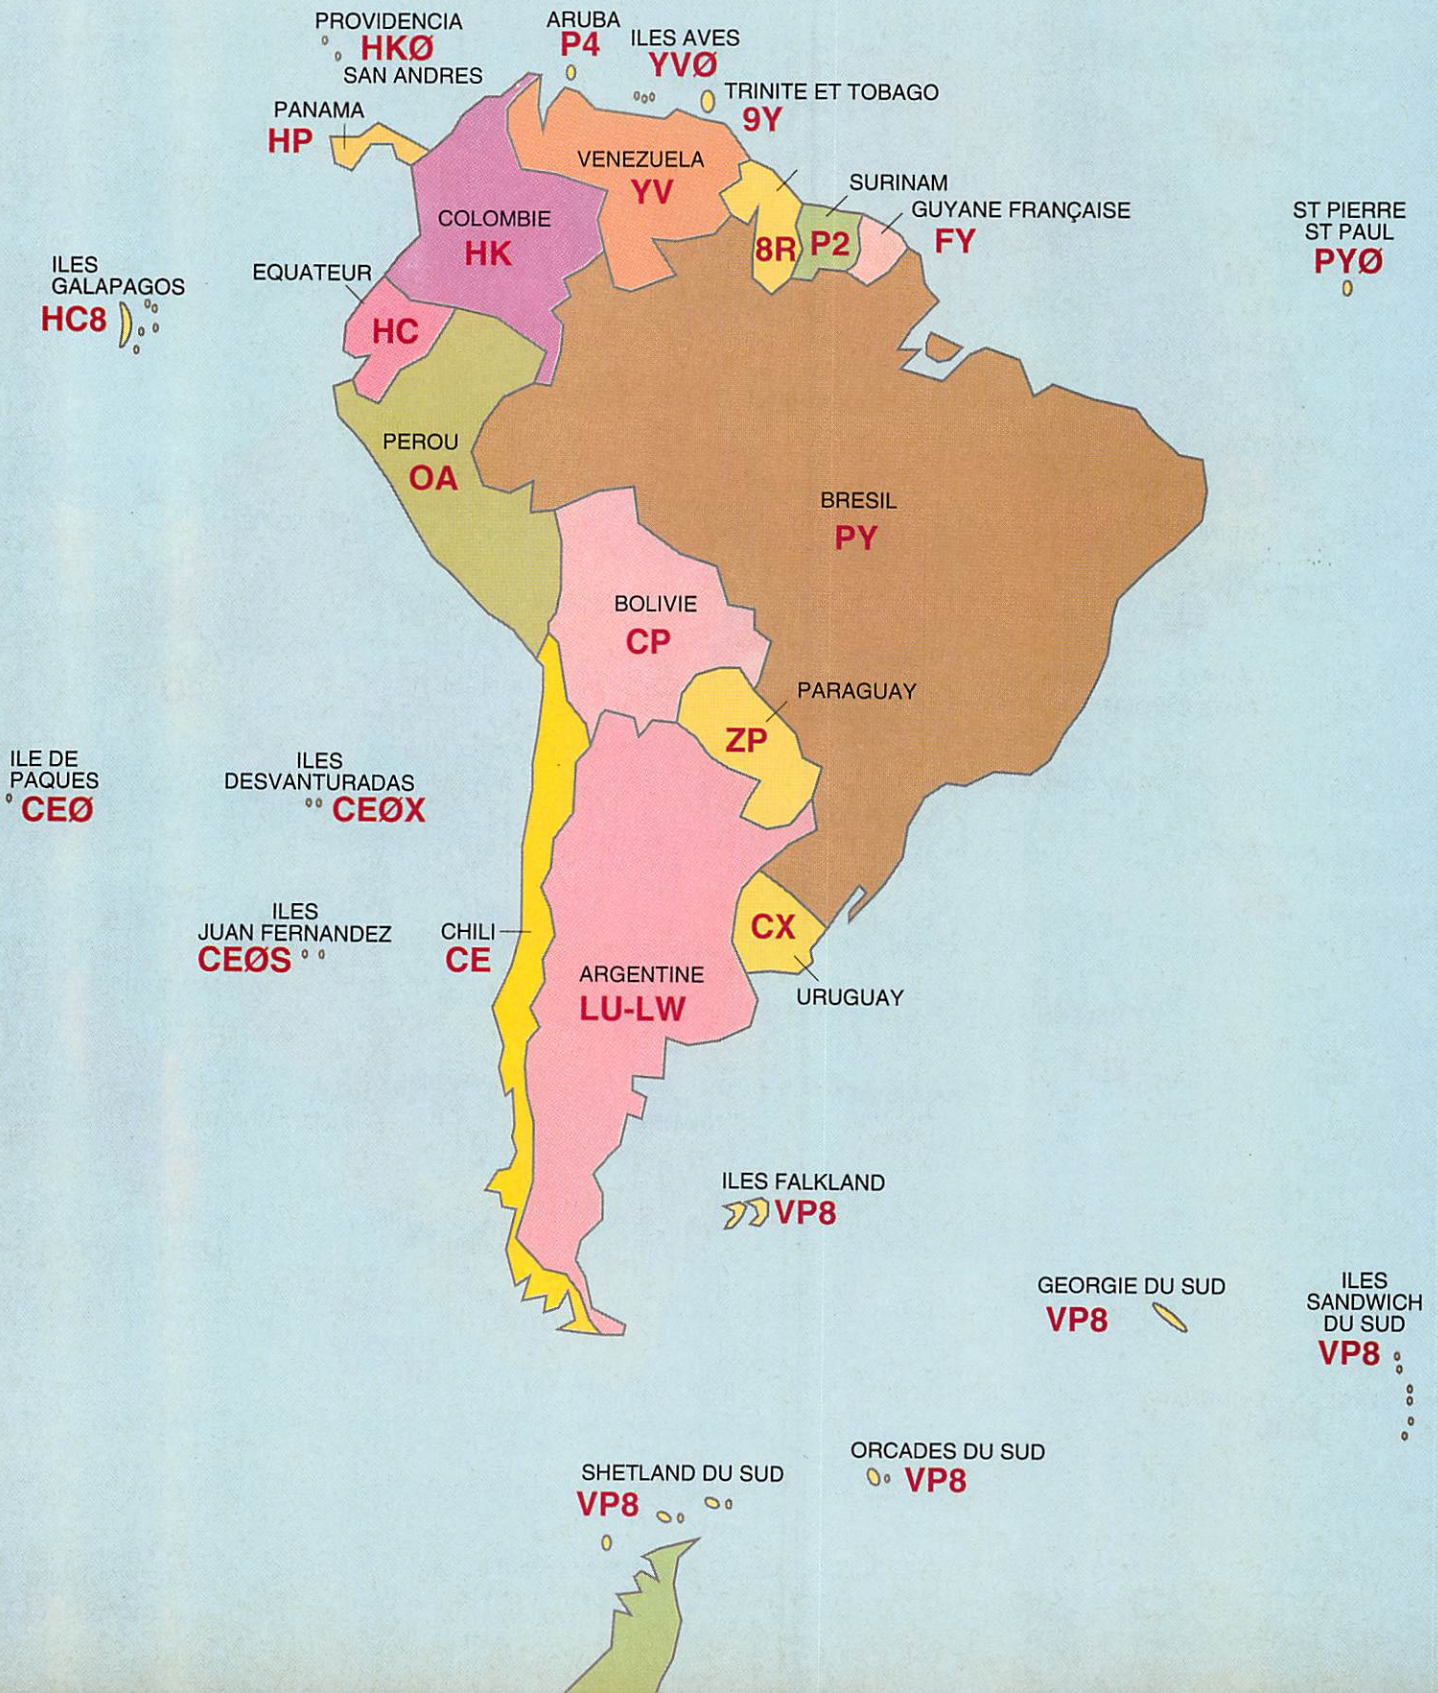 PROVIDENCIA
HKØ
SAN ANDRES
ARUBA
P4
ILES AVES
YVØ
TRINITE ET TOBAGO
9Y
PANAMA
HP
VENEZUELA
YV
COLOMBIE
HK
8R
SURINAM
P2
GUYANE FRANÇAISE
FY
ST PIERRE
ST PAUL
PYØ
ILES
GALAPAGOS
HC8
EQUATEUR
HC
PEROU
OA
BRESIL
PY
BOLIVIE
CP
PARAGUAY
ZP
ILE DE
PAQUES
CEØ
ILES
DESVANTURADAS
CEØX
ILES
JUAN FERNANDEZ
CEØS
CHILI
CE
CX
URUGUAY
ARGENTINE
LU-LW
ILES FALKLAND
VP8
GEORGIE DU SUD
VP8
ILES
SANDWICH
DU SUD
VP8
ORCADES DU SUD
VP8
SHETLAND DU SUD
VP8